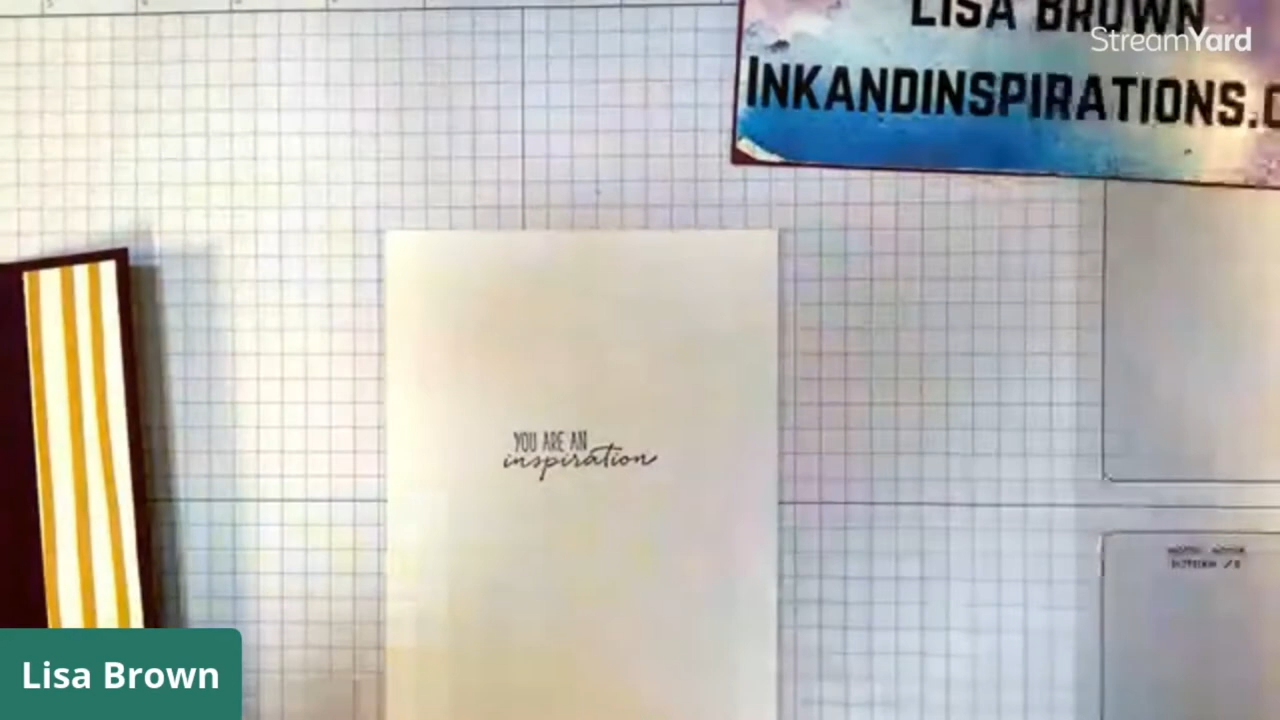 LISA BROWN
StreamYard
INKANDINSPIRATIONS.C
YOU ARE AN
inspiration
Lisa Brown